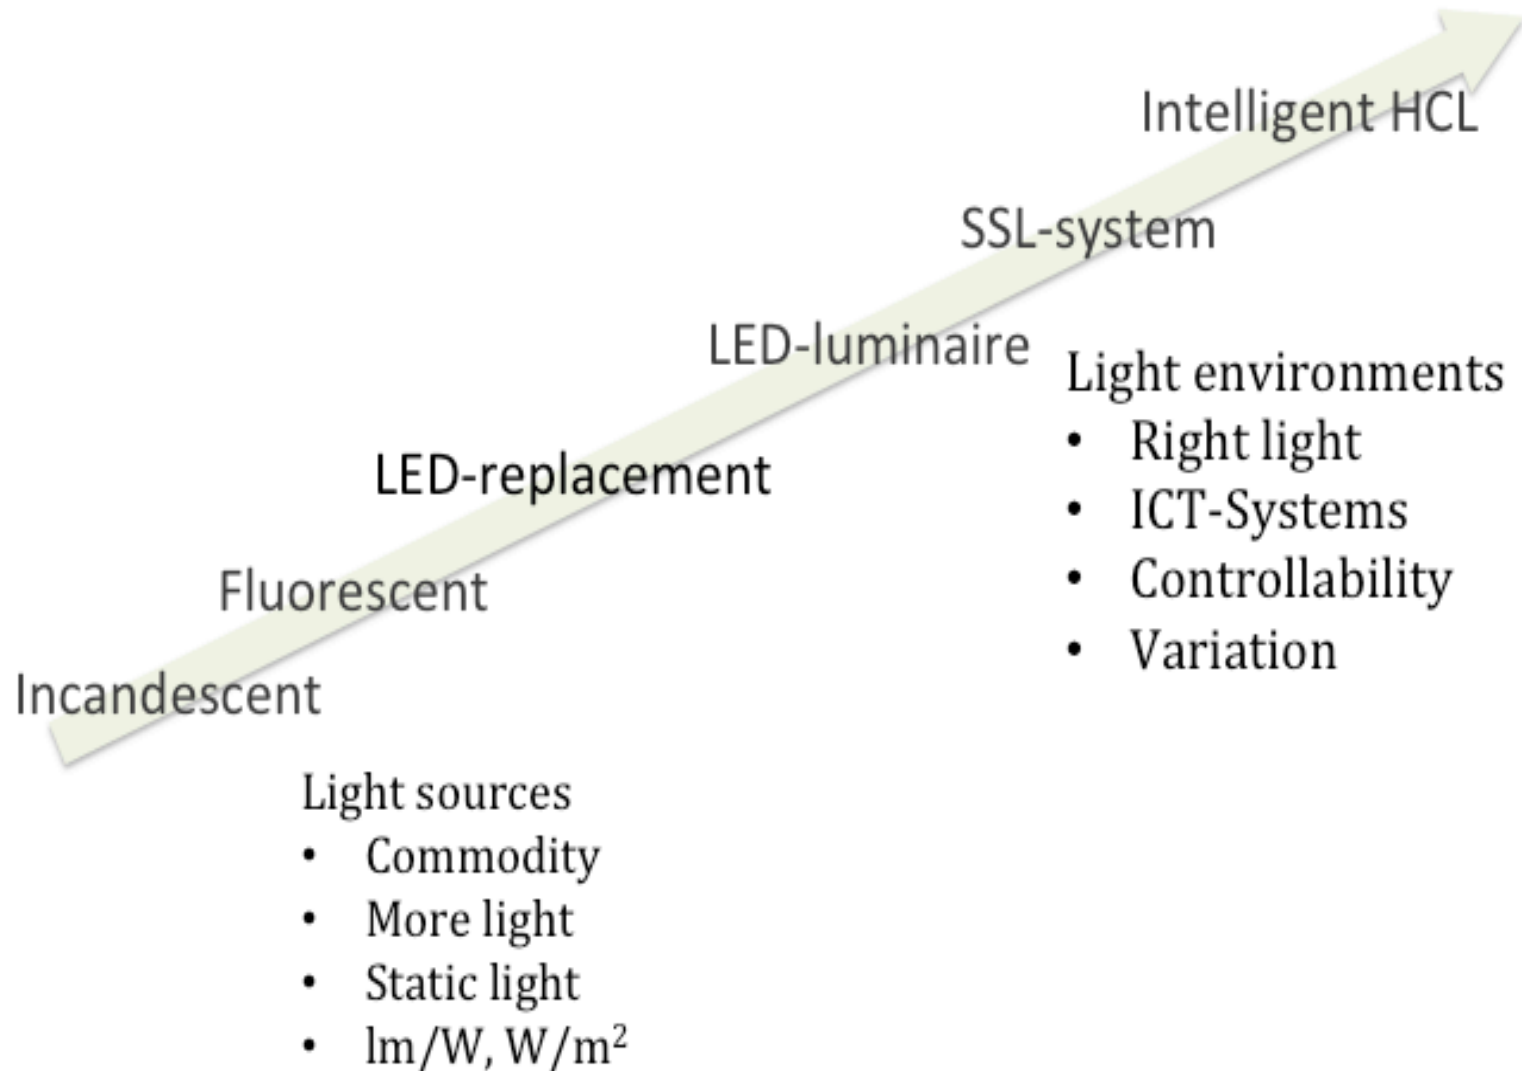 Intelligent HCL
SSL-system
LED-luminaire
LED-replacement
Fluorescent
Incandescent
Light environments
• Right light
• ICT-Systems
• Controllability
• Variation
Light sources
• Commodity
• More light
• Static light
• lm/W, W/m²